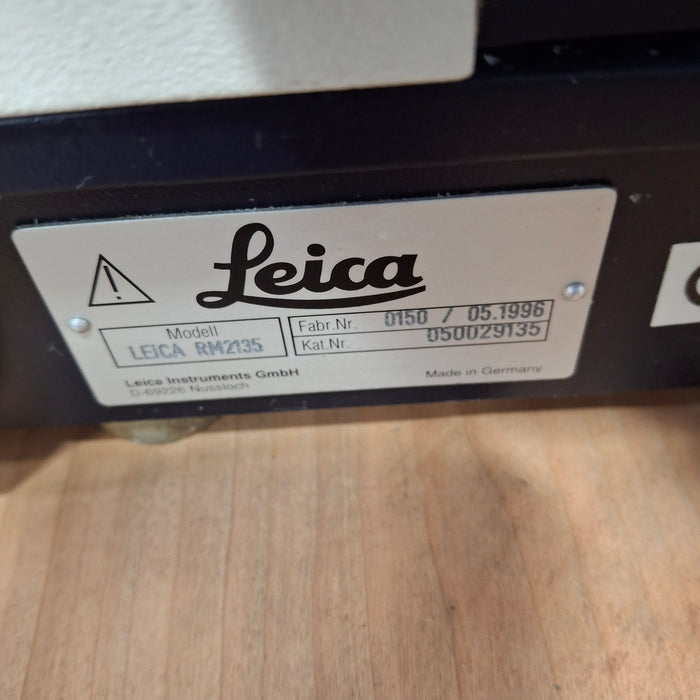 Leica
Modell
LEICA RM2135
Fabr.Nr. 0150 / 05.1996
Kat.Nr. 050029135
Leica Instruments GmbH
D-69226 Nussloch
Made in Germany